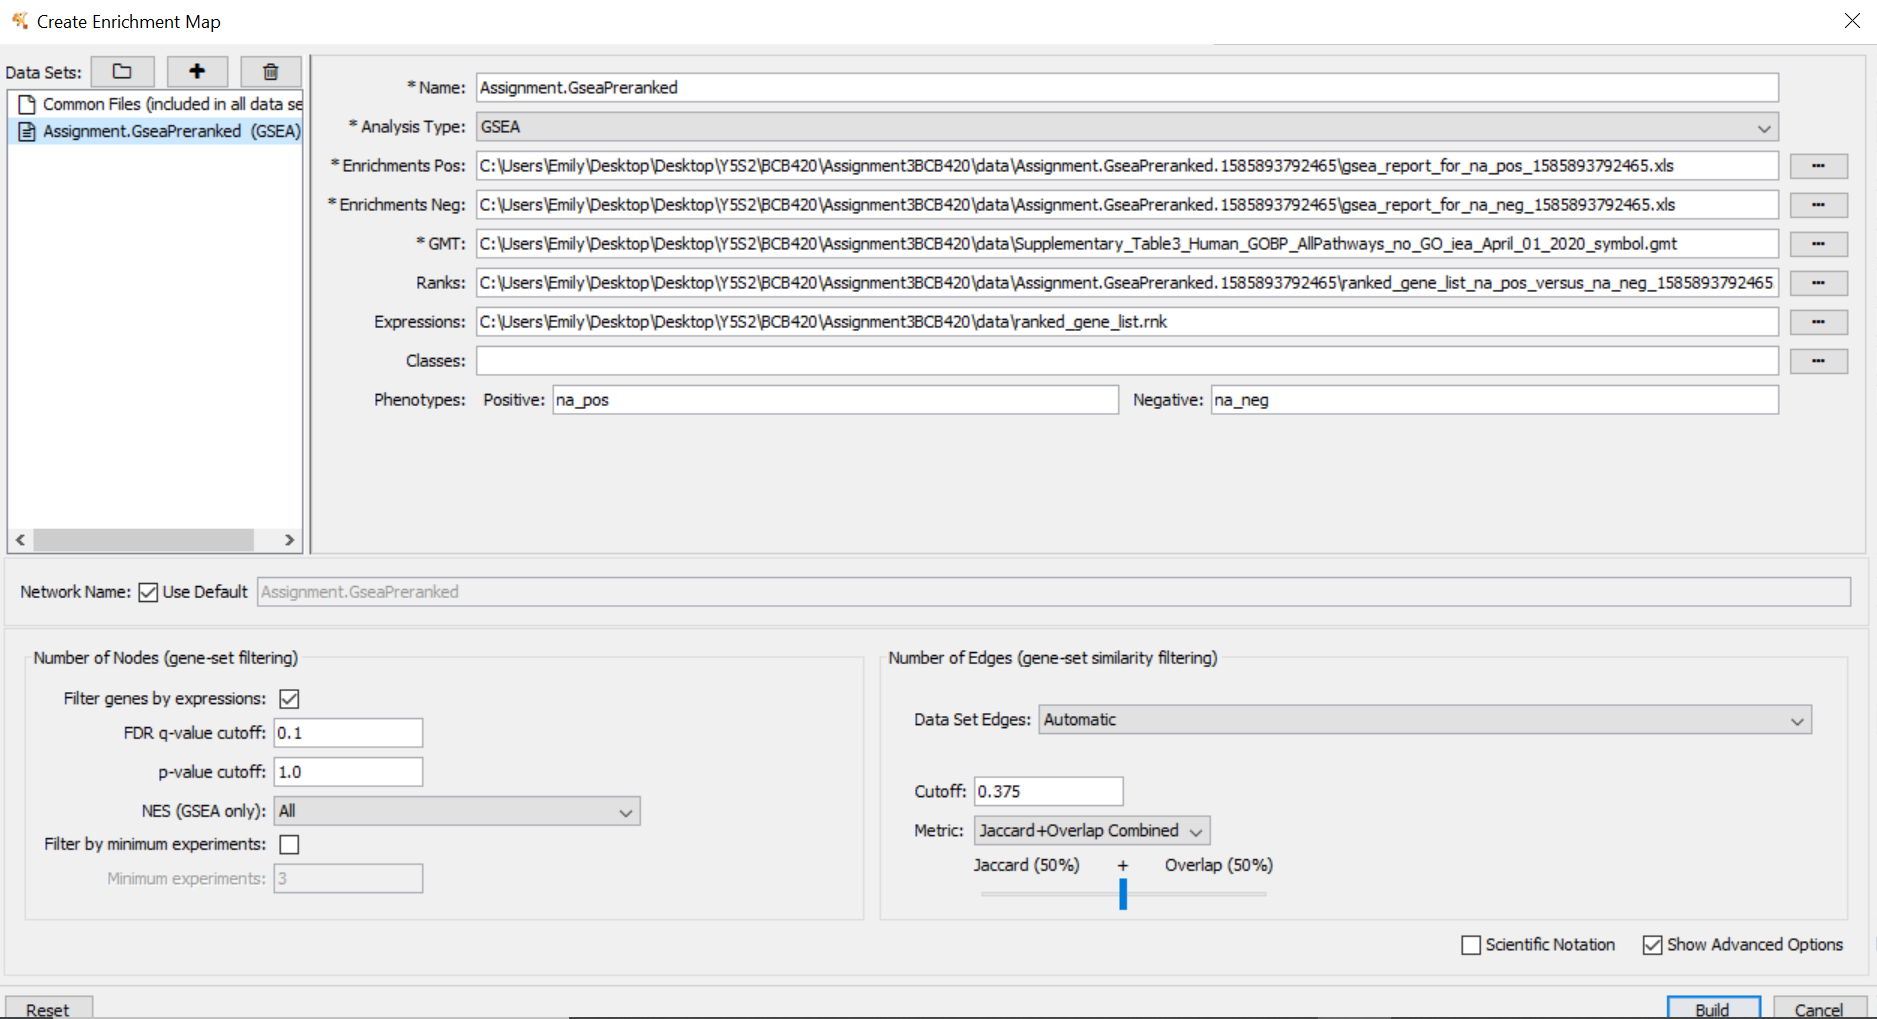 Create Enrichment Map
Data Sets:
Common Files (included in all data se
Assignment.GseaPreranked (GSEA)
* Name: Assignment.GseaPreranked
* Analysis Type: GSEA
* Enrichments Pos: C:\Users\Emily\Desktop\Desktop\Y5S2\BCB420\Assignment3BCB420\data\Assignment.GseaPreranked.1585893792465\gsea_report_for_na_pos_1585893792465.xls
* Enrichments Neg: C:\Users\Emily\Desktop\Desktop\Y5S2\BCB420\Assignment3BCB420\data\Assignment.GseaPreranked.1585893792465\gsea_report_for_na_neg_1585893792465.xls
* GMT: C:\Users\Emily\Desktop\Desktop\Y5S2\BCB420\Assignment3BCB420\data\Supplementary_Table3_Human_GOBP_AllPathways_no_GO_iea_April_01_2020_symbol.gmt
Ranks: C:\Users\Emily\Desktop\Desktop\Y5S2\BCB420\Assignment3BCB420\data\Assignment.GseaPreranked.1585893792465\ranked_gene_list_na_pos_versus_na_neg_1585893792465
Expressions: C:\Users\Emily\Desktop\Desktop\Y5S2\BCB420\Assignment3BCB420\data\ranked_gene_list.rnk
Classes:
Phenotypes: Positive: na_pos Negative: na_neg
Network Name: Use Default Assignment.GseaPreranked
Number of Nodes (gene-set filtering)
Filter genes by expressions:
FDR q-value cutoff: 0.1
p-value cutoff: 1.0
NES (GSEA only): All
Filter by minimum experiments:
Minimum experiments: 3
Number of Edges (gene-set similarity filtering)
Data Set Edges: Automatic
Cutoff: 0.375
Metric: Jaccard+Overlap Combined
Jaccard (50%) + Overlap (50%)
Scientific Notation Show Advanced Options
Reset Build Cancel